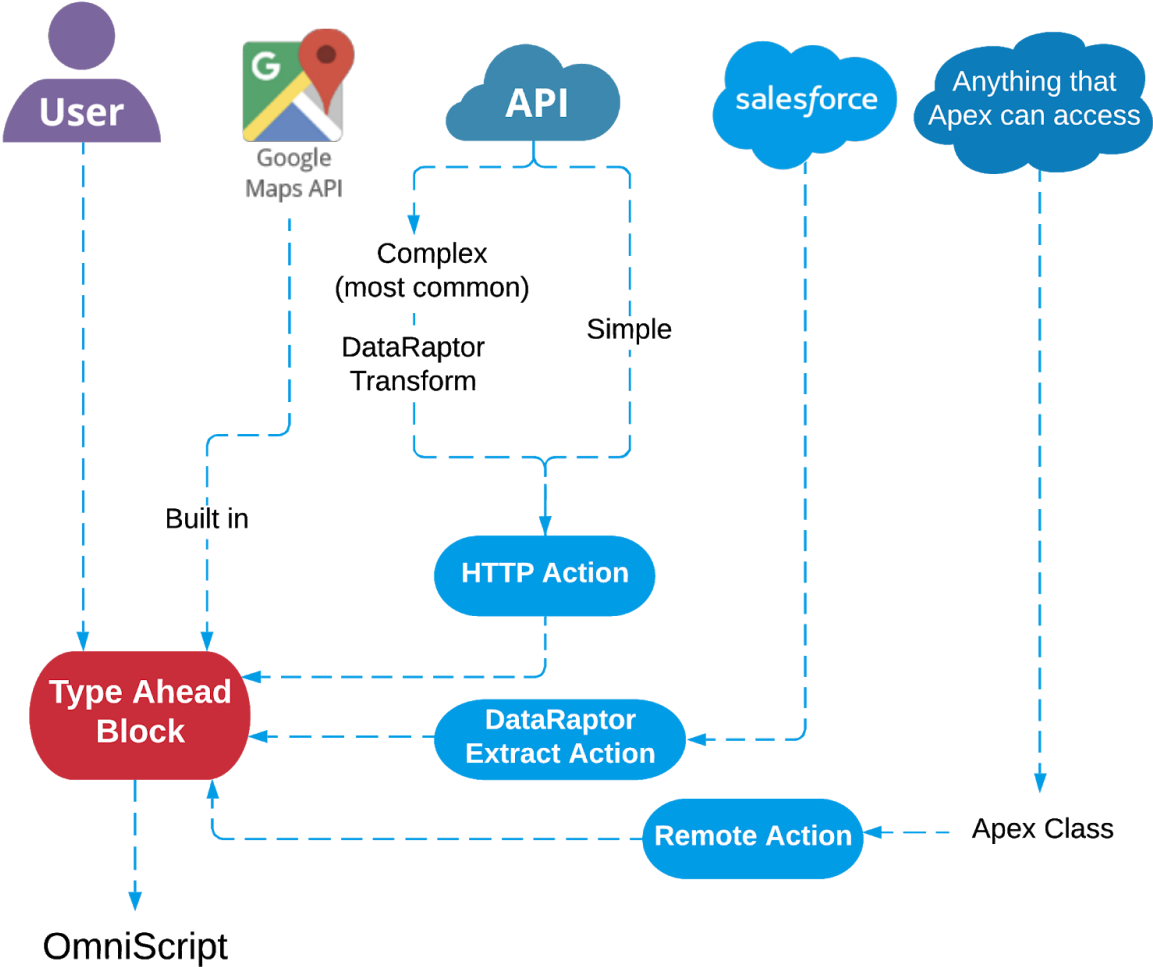 User
G
Google
Maps API
API
salesforce
Anything that
Apex can access
Complex
(most common)
DataRaptor
Transform
Simple
Built in
HTTP Action
Type Ahead
Block
DataRaptor
Extract Action
Remote Action
Apex Class
OmniScript